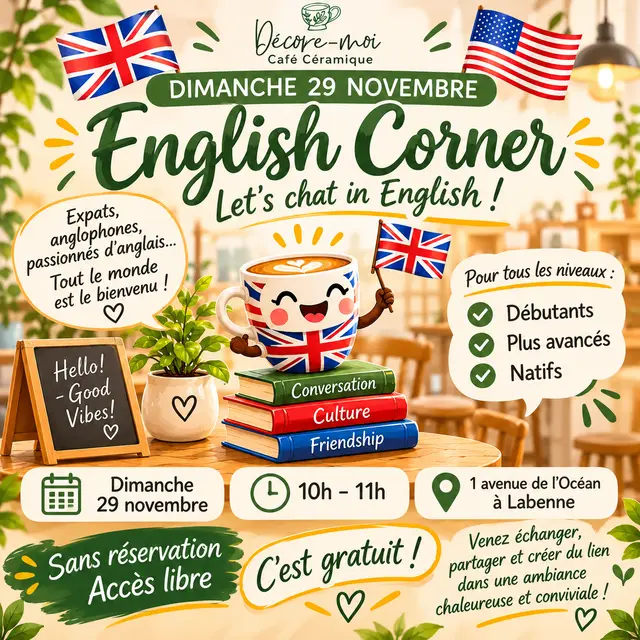 Décore-moi
Café Céramique
DIMANCHE 29 NOVEMBRE
English Corner
Let's chat in English !
Expats,
anglophones,
passionnés d'anglais...
Tout le monde
est le bienvenu !
Pour tous les niveaux :
Débutants
Plus avancés
Natifs
Hello!
- Good
Vibes!
Conversation
Culture
Friendship
Dimanche
29 novembre
10h – 11h
1 avenue de l'Océan
à Labenne
Sans réservation
Accès libre
C'est gratuit !
Venez échanger,
partager et créer du lien
dans une ambiance
chaleureuse et conviviale !